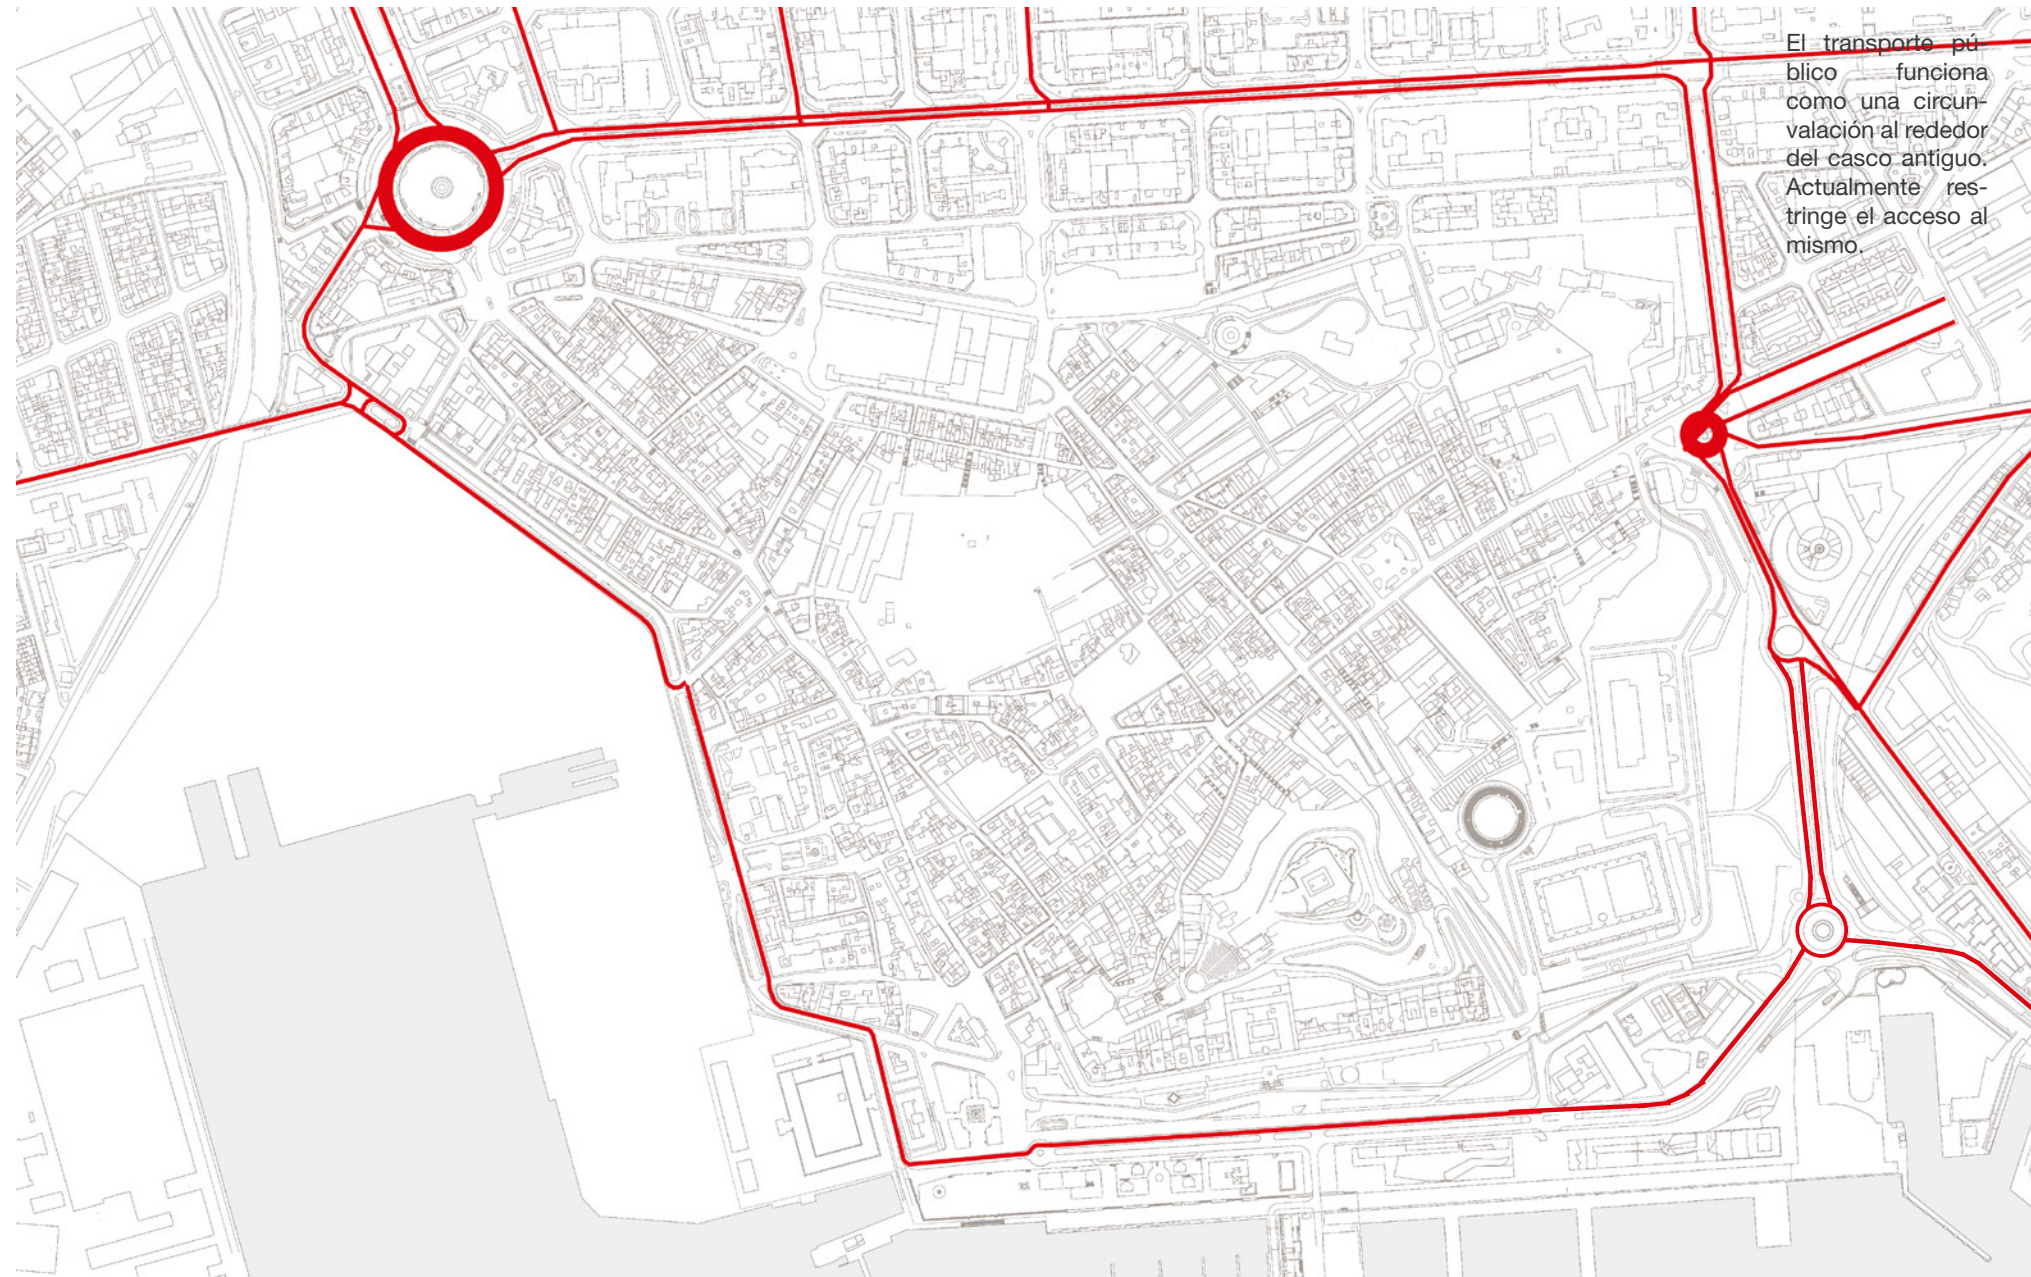 El transporte pú-
blico funciona
como una circun-
valación al rededor
del casco antiguo.
Actualmente res-
tringe el acceso al
mismo.